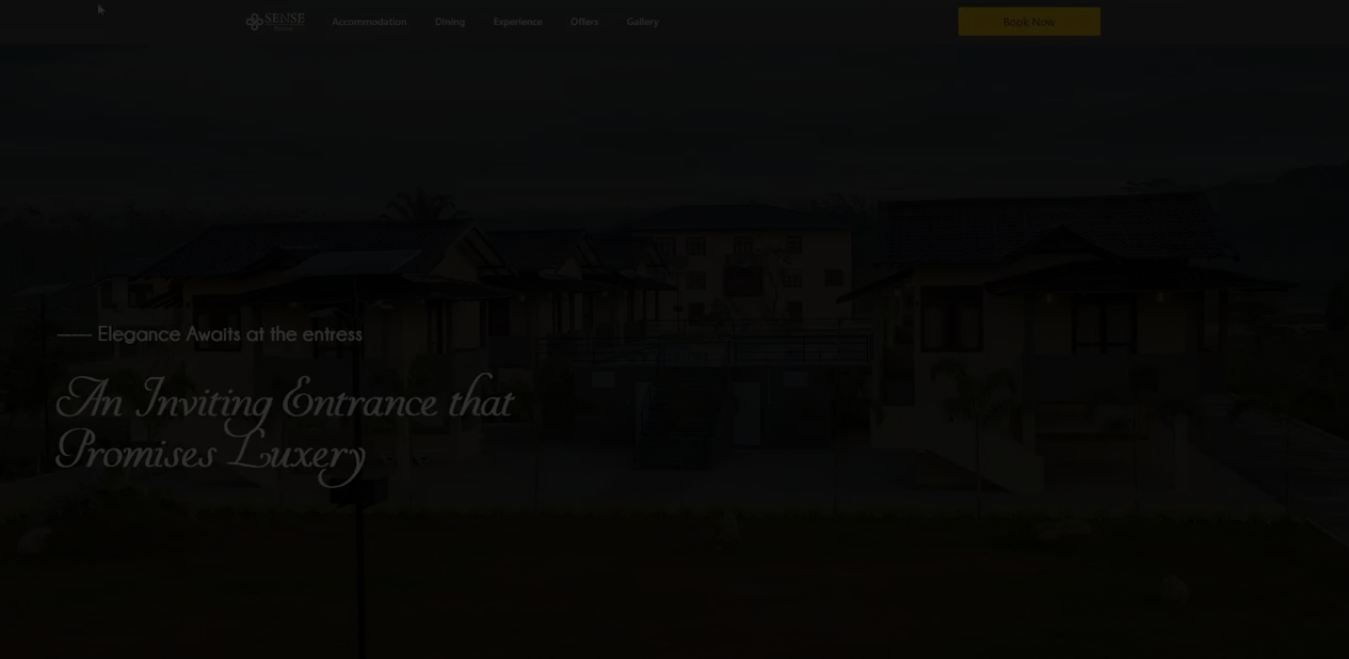 SENSE
Accommodation
Dining
Experience
Offers
Gallery
Book Now
Elegance Awaits at the entress
An Inviting Entrance that
Promises Luxery